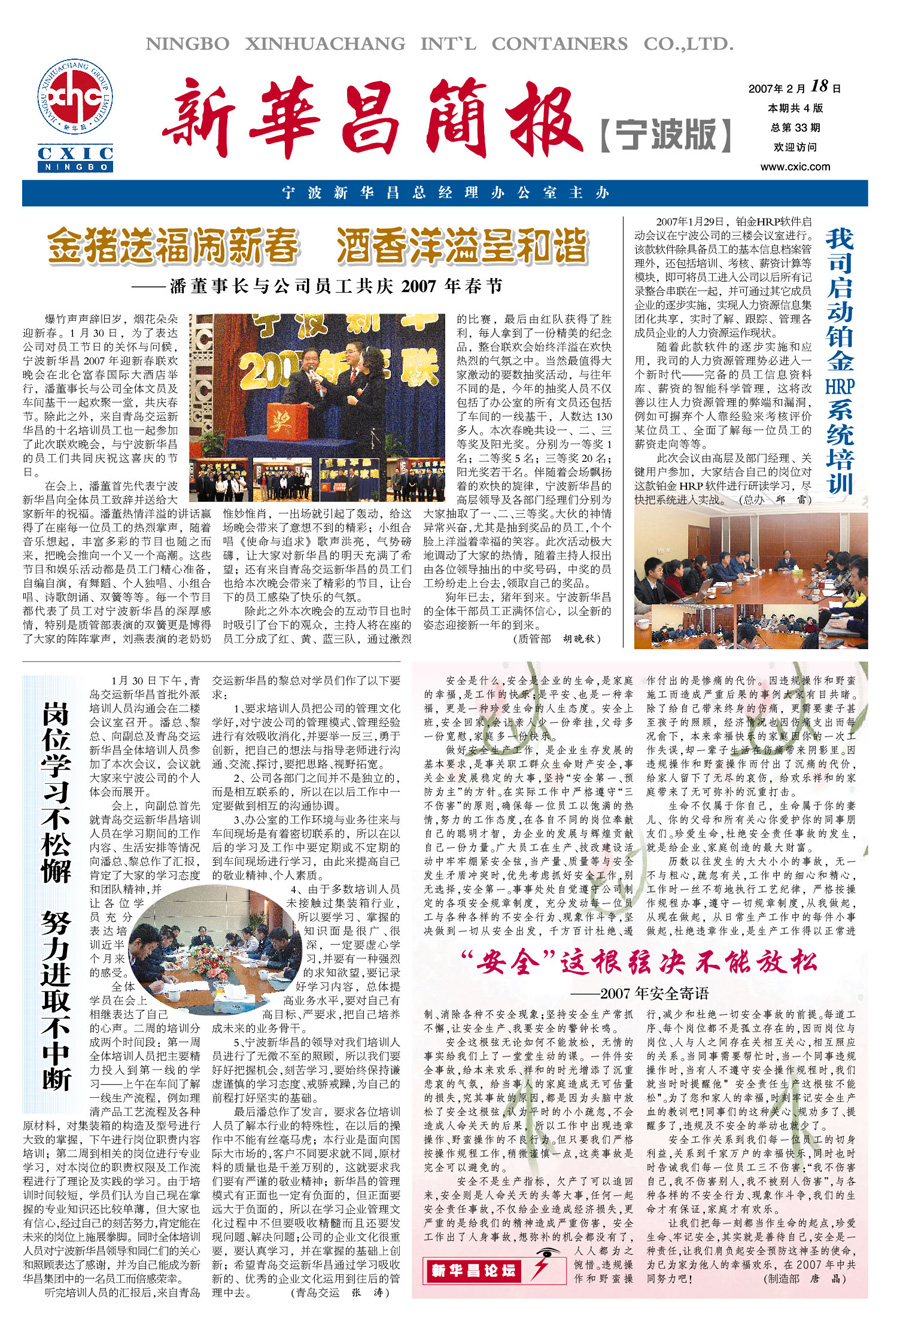 NINGBO XINHUACHANG INT`L CONTAINERS CO.,LTD.
CXIC
NINGBO
新華昌簡报【宁波版】
2007年 2 月 18 日
本期共 4 版
总第 33 期
欢迎访问
www.cxic.com
宁波新华昌总经理办公室主办
金猪送福闹新春 酒香洋溢呈和谐
——潘董事长与公司员工共庆 2007 年春节
爆竹声声辞旧岁，烟花朵朵
迎新春。1 月 30 日，为了表达
公司对员工节日的关怀与问候，
宁波新华昌 2007 年迎新春联欢
晚会在北仑富春国际大酒店举
行，潘董事长与公司全体文员及
车间基干一起欢聚一堂，共庆春
节。除此之外，来自青岛交运新
华昌的十名培训员工也一起参加
了此次联欢晚会，与宁波新华昌
的员工们共同庆祝这喜庆的节
日。
在会上，潘董首先代表宁波
新华昌向全体员工致辞并送给大
家新年的祝福。潘董热情洋溢的讲话赢
得了在座每一位员工的热烈掌声，随着
音乐想起，丰富多彩的节目也随之而
来，把晚会推向一个又一个高潮。这些
节目和娱乐活动都是员工门精心准备，
自编自演，有舞蹈、个人独唱、小组合
唱、诗歌朗诵、双簧等等。每一个节目
都代表了员工对宁波新华昌的深厚感
情，特别是质管部表演的双簧更是博得
了大家的阵阵掌声，刘燕表演的老奶奶
惟妙惟肖，一出场就引起了轰动，给这
场晚会带来了意想不到的精彩；小组合
唱《使命与追求》歌声洪亮，气势磅
礴，让大家对新华昌的明天充满了希
望；还有来自青岛交运新华昌的员工们
也给本次晚会带来了精彩的节目，让台
下的员工感染了快乐的气氛。
除此之外本次晚会的互动节目也时
时吸引了台下的观众，主持人将在座的
员工分成了红、黄、蓝三队，通过激烈
的比赛，最后由红队获得了胜
利，每人拿到了一份精美的纪念
品，整台联欢会始终洋溢在欢快
热烈的气氛之中。当然最值得大
家激动的要数抽奖活动，与往年
不同的是，今年的抽奖人员不仅
包括了办公室的所有文员还包括
了车间的一线基干，人数达 130
多人。本次春晚共设一、二、三
等奖及阳光奖。分别为一等奖 1
名；二等奖 5 名；三等奖 20 名；
阳光奖若干名。伴随着会场飘扬
着的欢快的旋律，宁波新华昌的
高层领导及各部门经理们分别为
大家抽取了一、二、三等奖。大伙的神情
异常兴奋,尤其是抽到奖品的员工,个个
脸上洋溢着幸福的笑容。此次活动极大
地调动了大家的热情，随着主持人报出
由各位领导抽出的中奖号码，中奖的员
工纷纷走上台去,领取自己的奖品。
狗年已去，猪年到来。宁波新华昌
的全体干部员工正满怀信心，以全新的
姿态迎接新一年的到来。
(质管部 胡晚秋)
我司启动铂金HRP系统培训
2007年1月29日，铂金HRP软件启
动会议在宁波公司的三楼会议室进行。
该款软件除具备员工的基本信息档案管
理外，还包括培训、考核、薪资计算等
模块，即可将员工进入公司以后所有记
录整合串联在一起，并可通过其它成员
企业的逐步实施，实现人力资源信息集
团化共享，实时了解、跟踪、管理各
成员企业的人力资源运作现状。
随着此款软件的逐步实施和应
用，我司的人力资源管理势必进入一
个新时代——完备的员工信息资料
库、薪资的智能科学管理，这将改
善以往人力资源管理的弊端和漏洞，
例如可摒弃个人靠经验来考核评价
某位员工、全面了解每一位员工的
薪资走向等等。
此次会议由高层及部门经理、关
键用户参加，大家结合自己的岗位对
这款铂金 HRP 软件进行研读学习，尽
快把系统进入实战。 (总办 邱 雷)
岗位学习不松懈 努力进取不中断
1月 30 日下午,青
岛交运新华昌首批外派
培训人员沟通会在二楼
会议室召开。潘总、黎
总、向副总及青岛交运
新华昌全体培训人员参
加了本次会议，会议就
大家来宁波公司的个人
体会而展开。
会上，向副总首先
就青岛交运新华昌培训
人员在学习期间的工作
内容、生活安排等情况
向潘总、黎总作了汇报，
肯定了大家的学习态度
和团队精神,并
让各位学
员充分
表达培
训近半
个月来
的感受。
全体
学员在会上
相继表达了自己
的心声。二周的培训分
成两个时间段：第一周
全体培训人员把主要精
力投入到第一线的学
习——上午在车间了解
一线生产流程，例如理
清产品工艺流程及各种
原材料，对集装箱的构造及型号进行
大致的掌握，下午进行岗位职责内容
培训；第二周到相关的岗位进行专业
学习，对本岗位的职责权限及工作流
程进行了理论及实践的学习。由于培
训时间较短，学员们认为自己现在掌
握的专业知识还比较单薄，但大家也
有信心,经过自己的刻苦努力,肯定能在
未来的岗位上施展拳脚。同时全体培训
人员对宁波新华昌领导和同仁们的关心
和照顾表达了感谢，并为自己能成为新
华昌集团中的一名员工而倍感荣幸。
听完培训人员的汇报后,来自青岛
交运新华昌的黎总对学员们作了以下要
求：
1、要求培训人员把公司的管理文化
学好,对宁波公司的管理模式、管理经验
进行有效吸收消化,并要举一反三,勇于
创新，把自己的想法与指导老师进行沟
通、交流、探讨,要把思路、视野拓宽。
2、公司各部门之间并不是独立的，
而是相互联系的，所以在以后工作中一
定要做到相互的沟通协调。
3、办公室的工作环境与业务往来与
车间现场是有着密切联系的，所以在以
后的学习及工作中要定期或不定期的
到车间现场进行学习，由此来提高自己
的敬业精神、个人素质。
4、由于多数培训人员
未接触过集装箱行业，
所以要学习、掌握的
知识面是很广、很
深，一定要虚心学
习,并要有一种强烈
的求知欲望,要记录
好学习内容，总体提
高业务水平,要对自己有
高目标、严要求,把自己培养
成未来的业务骨干。
5、宁波新华昌的领导对我们培训人
员进行了无微不至的照顾，所以我们要
好好把握机会,刻苦学习,要始终保持谦
虚谨慎的学习态度、戒骄戒躁,为自己的
前程打好坚实的基础。
最后潘总作了发言，要求各位培训
人员了解本行业的特殊性，在以后的操
作中不能有丝毫马虎；本行业是面向国
际大市场的,客户不同要求就不同,原材
料的质量也是千差万别的，这就要求我
们要有严谨的敬业精神；新华昌的管理
模式有正面也一定有负面的，但正面要
远大于负面的，所以在学习企业管理文
化过程中不但要吸收精髓而且还要发
现问题、解决问题;公司的企业文化很重
要，要认真学习，并在掌握的基础上创
新；希望青岛交运新华昌通过学习吸收
新的、优秀的企业文化运用到往后的管
理中去。 (青岛交运 张 涛)
安全是什么,安全是企业的生命,是家庭
的幸福,是工作的快乐;是平安、也是一种幸
福，更是一种珍爱生命的人生态度。安全上
班,安全回家,给出亲人少一份牵挂,父母多
一份宽慰,家庭多一份快乐。
做好安全生产工作，是企业生存发展的
基本要求,是事关职工群众生命财产安全,事
关企业发展稳定的大事,坚持“安全第一、预
防为主”的方针。在实际工作中严格遵守“三
不伤害”的原则,确保每一位员工以饱满的热
情,努力的工作态度,在各自不同的岗位奉献
自己的聪明才智，为企业的发展与辉煌贡献
自己一份力量。广大员工在生产、技改建设活
动中牢牢绷紧安全弦,当产量、质量等与安全
发生矛盾冲突时,优先考虑抓好安全工作,别
无选择,安全第一。事事处处自觉遵守公司制
定的各项安全规章制度，充分发动每一位员
工与各种各样的不安全行为、现象作斗争,坚
决做到一切从安全出发，千方百计杜绝、遏
作付出的是惨痛的代价。因违规操作和野蛮
施工而造成严重后果的事例大家有目共睹。
除了给自己带来终身的伤痛，更需要妻子甚
至孩子的照顾，经济情况也因伤痛支出而每
况俞下，本来幸福快乐的家庭因你的一次工
作失误,却一辈子生活在伤痛带来阴影里。因
违规操作和野蛮操作而付出了沉痛的代价，
给家人留下了无尽的哀伤，给欢乐祥和的家
庭带来了无可弥补的沉重打击。
生命不仅属于你自己，生命属于你的妻
儿、你的父母和所有关心你爱护你的同事朋
友们。珍爱生命,杜绝安全责任事故的发生，
就是给企业、家庭创造的最大财富。
历数以往发生的大大小小的事故，无一
不与粗心,疏忽有关,工作中的细心和精心，
工作时一丝不苟地执行工艺纪律，严格按操
作规程办事,遵守一切规章制度,从我做起，
从现在做起，从日常生产工作中的每件小事
做起,杜绝违章作业,是生产工作得以正常进
“安全”这根弦决不能放松
——2007 年安全寄语
制、消除各种不安全现象;坚持安全生产常抓
不懈,让安全生产、我要安全的警钟长鸣。
安全这根弦无论如何不能放松，无情的
事实给我们上了一堂堂生动的课。一件件安
全事故,给本来欢乐、祥和的时光增添了沉重
悲哀的气氛，给当事人的家庭造成无可估量
的损失,究其事故的原因,都是因为头脑中放
松了安全这根弦,认为平时的小小疏忽,不会
造成人命关天的后果，所以工作中出现违章
操作、野蛮操作的不良行为。但只要我们严格
按操作规程工作,稍微谨慎一点,这类事故是
完全可以避免的。
安全不是生产指标，欠产了可以追回
来,安全则是人命关天的头等大事,任何一起
安全责任事故,不仅给企业造成经济损失,更
严重的是给我们的精神造成严重伤害，安全
工作出了人身事故,想弥补的机会都没有了，
人人都为之
惋惜。违规操
作和野蛮操
新华昌论坛
行,减少和杜绝一切安全事故的前提。每道工
序、每个岗位都不是孤立存在的,因而岗位与
岗位、人与人之间存在关相互关心,相互照应
的关系。当同事需要帮忙时,当一个同事违规
操作时,当有人不遵守安全操作规程时,我们
就当时时提醒他”安全责任生产这根弦不能
松”。为了您和家人的幸福,时刻牢记安全生产
血的教训吧!同事们的这种关心、规劝多了、提
醒多了,违规及不安全的举动也就少了。
安全工作关系到我们每一位员工的切身
利益,关系到千家万户的幸福快乐,同时也时
时告诫我们每一位员工三不伤害:“我不伤害
自己,我不伤害别人,我不被别人伤害”,与各
种各样的不安全行为、现象作斗争,我们的生
命才有保证,家庭才有欢乐。
让我们把每一刻都当作生命的起点,珍爱
生命、牢记安全,其实就是善待自己,安全是一
种责任,让我们肩负起安全预防这神圣的使命,
为已为家为他人的幸福欢乐，在 2007 年中共
同努力吧! (制造部 唐 晶)